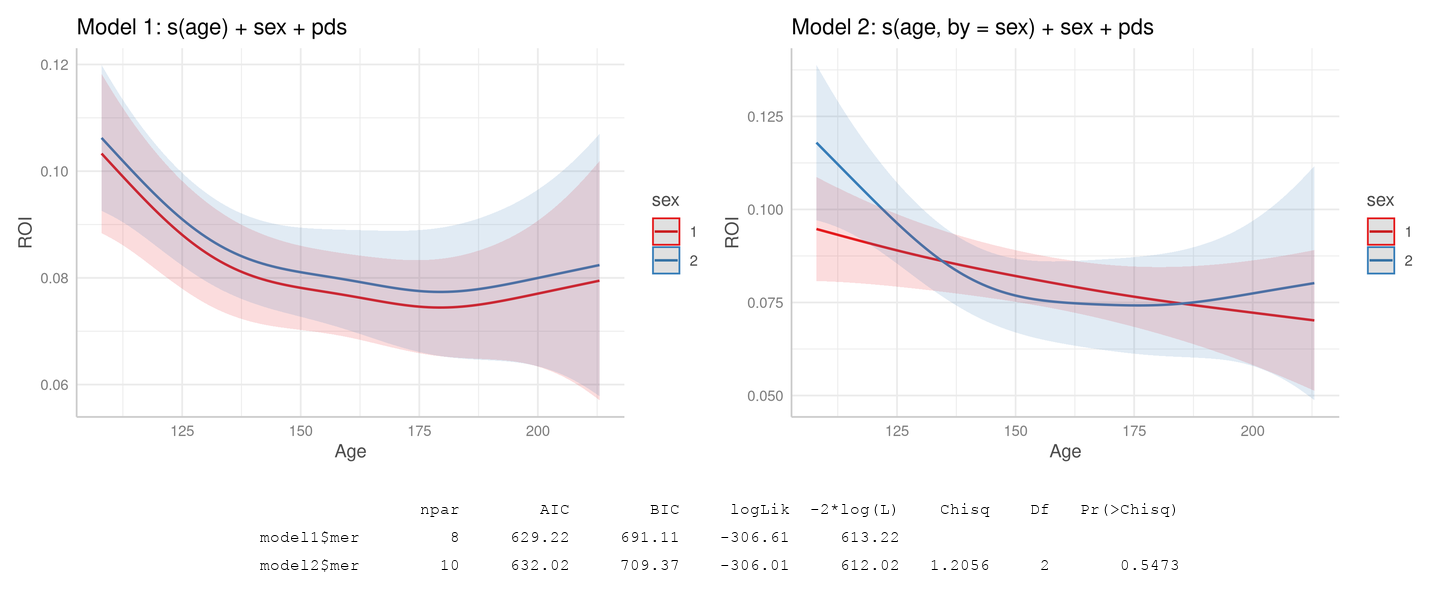 Model 1: s(age) + sex + pds
0.12
0.10
0.08
0.06
ROI
125 150 175 200
Age
sex
1
2
Model 2: s(age, by = sex) + sex + pds
0.125
0.100
0.075
0.050
ROI
125 150 175 200
Age
sex
1
2
npar AIC BIC logLik -2*log(L) Chisq Df Pr(>Chisq)
model1$mer 8 629.22 691.11 -306.61 613.22
model2$mer 10 632.02 709.37 -306.01 612.02 1.2056 2 0.5473